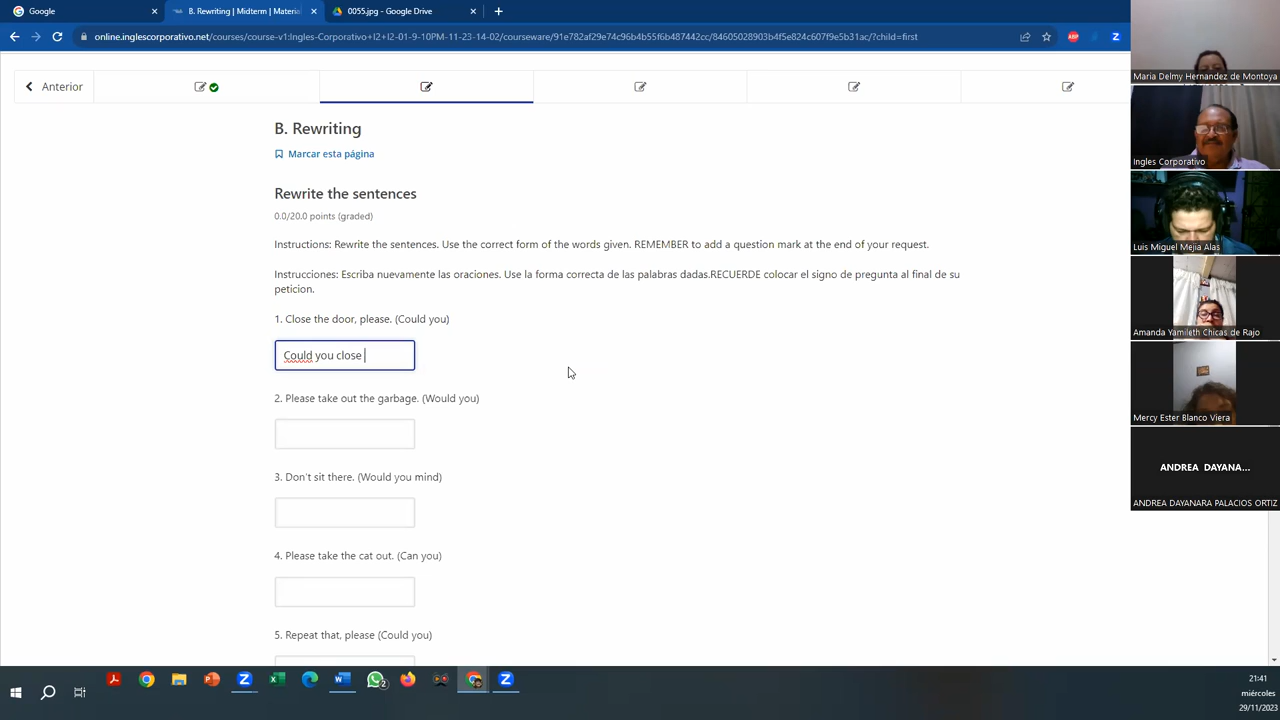 Google
B. Rewriting | Midterm | Materia
0055.jpg - Google Drive
online.inglescorporativo.net/courses/course-v1:Ingles-Corporativo+I2+I2-01-9-10PM-11-23-14-02/courseware/91e782af29e74c96b4b55f6b487442cc/84605028903b4f5e824c607f9e5b31ac/?child=first
Anterior
B. Rewriting
Marcar esta página
Rewrite the sentences
0.0/20.0 points (graded)
Instructions: Rewrite the sentences. Use the correct form of the words given. REMEMBER to add a question mark at the end of your request.
Instrucciones: Escriba nuevamente las oraciones. Use la forma correcta de las palabras dadas.RECUERDE colocar el signo de pregunta al final de su
peticion.
1. Close the door, please. (Could you)
Could you close
2. Please take out the garbage. (Would you)
3. Don't sit there. (Would you mind)
4. Please take the cat out. (Can you)
5. Repeat that, please (Could you)
Maria Delmy Hernandez de Montoya
Ingles Corporativo
Luis Miguel Mejia Alas
Amanda Yamileth Chicas de Rajo
Mercy Ester Blanco Viera
ANDREA DAYANA...
ANDREA DAYANARA PALACIOS ORTIZ
21:41
miércoles
29/11/2023